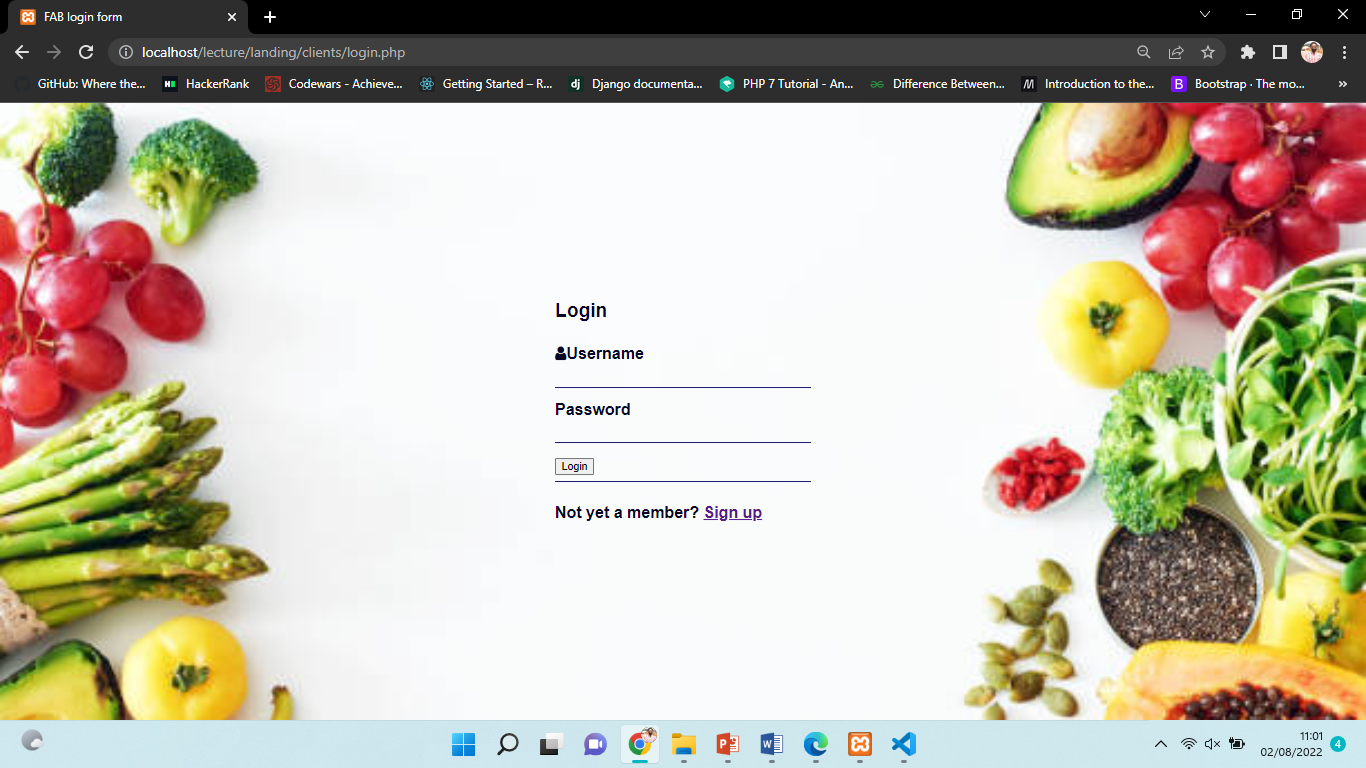 FAB login form
localhost/lecture/landing/clients/login.php
GitHub: Where the... HackerRank Codewars - Achieve... Getting Started – R... Django documenta... PHP 7 Tutorial - An... Difference Between... Introduction to the... Bootstrap · The mo... »
Login
Username
Password
Login
Not yet a member? Sign up
11:01
02/08/2022
4